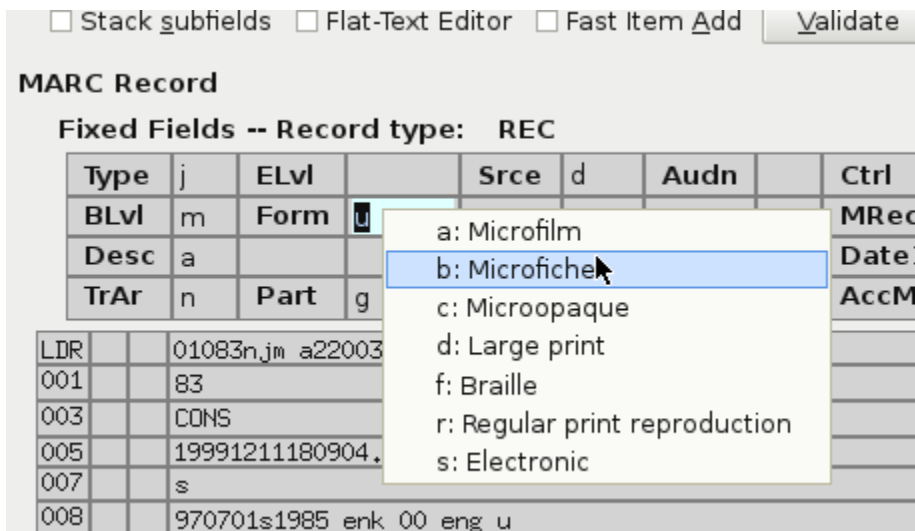 Stack subfields Flat-Text Editor Fast Item Add Validate
MARC Record
Fixed Fields -- Record type: REC
Type j ELvl Srce d Audn Ctrl
BLvl m Form u MRec
a: Microfilm
b: Microfiche
Desc a Date
c: Microopaque
TrAr n Part g AccM
d: Large print
f: Braille
r: Regular print reproduction
s: Electronic
LDR 01083njm a22003
001 83
003 CONS
005 19991211180904.
007 s
008 970701s1985 enk 00 eng u